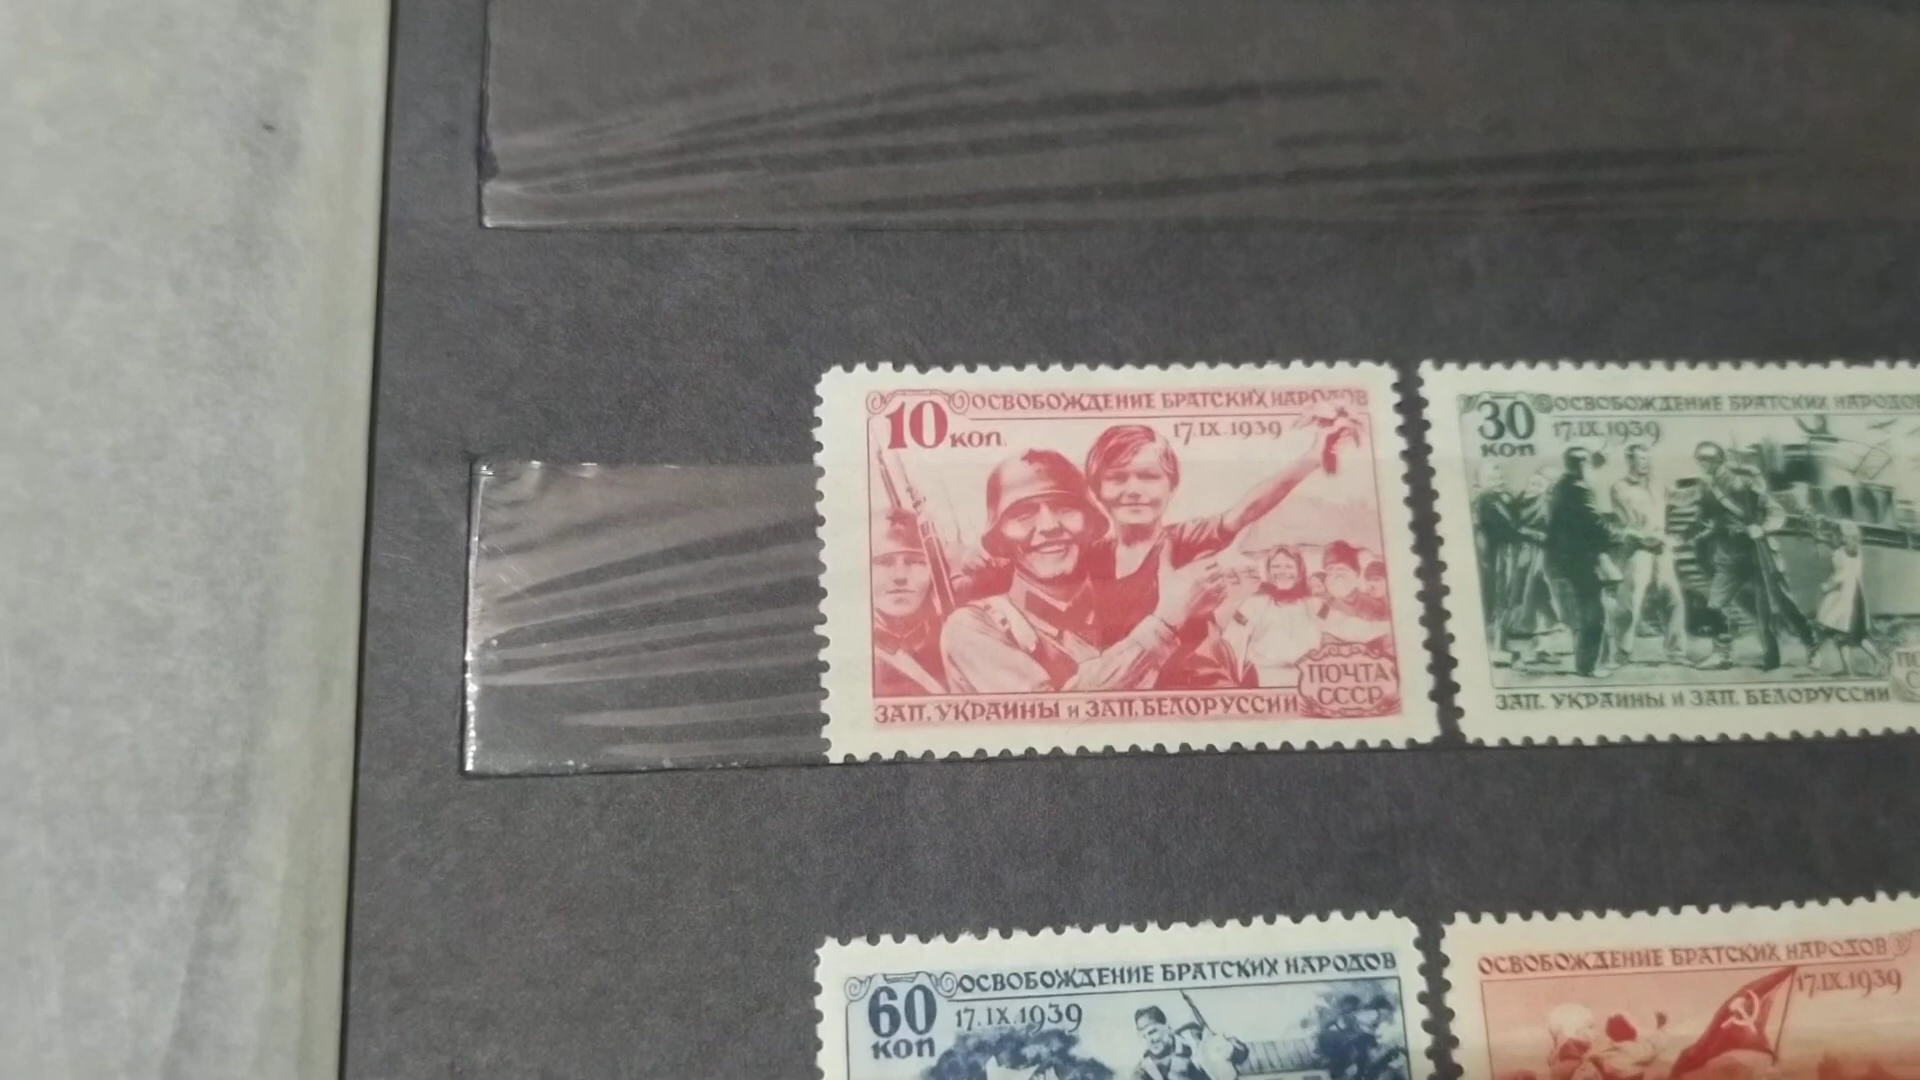 10 коп.
ОСВОБОЖДЕНИЕ БРАТСКИХ НАРОДОВ
17.IX.1939
ПОЧТА
СССР
ЗАП. УКРАИНЫ и ЗАП. БЕЛОРУССИИ
30 коп
ОСВОБОЖДЕНИЕ БРАТСКИХ НАРОДОВ
17.IX.1939
ЗАП. УКРАИНЫ И ЗАП. БЕЛОРУССИИ
60 коп
ОСВОБОЖДЕНИЕ БРАТСКИХ НАРОДОВ
17.IX.1939
ОСВОБОЖДЕНИЕ БРАТСКИХ НАРОДОВ
17.IX.1939